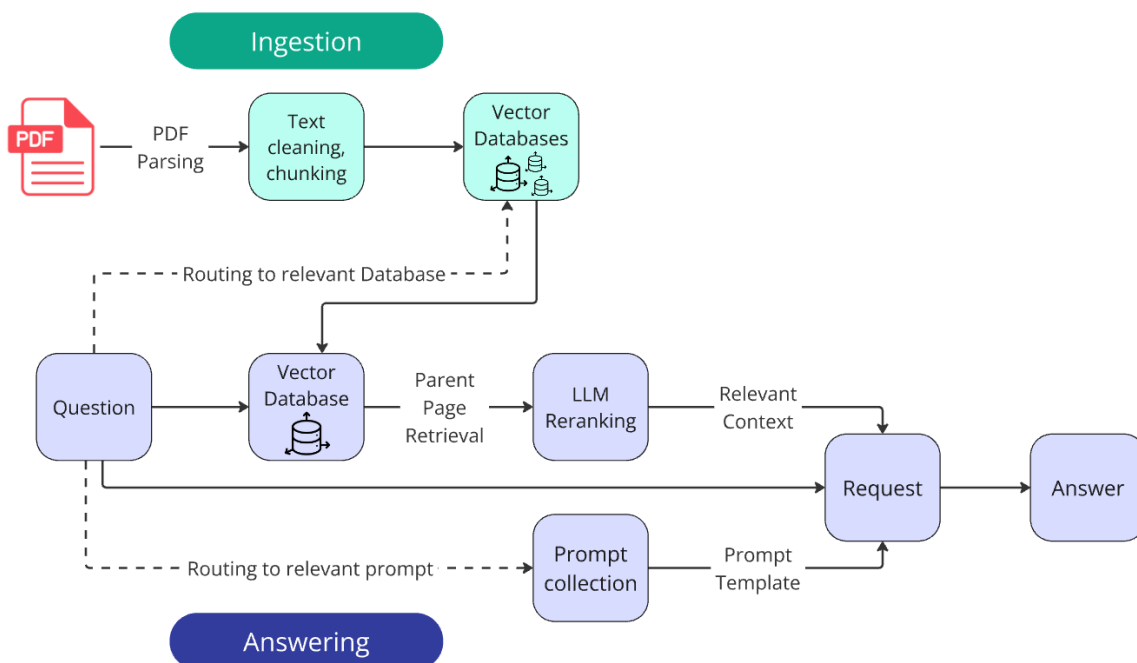 Ingestion
PDF
PDF
Parsing
Text
cleaning,
chunking
Vector
Databases
Routing to relevant Database
Question
Vector
Database
Parent
Page
Retrieval
LLM
Reranking
Relevant
Context
Request
Answer
Routing to relevant prompt
Prompt
collection
Prompt
Template
Answering